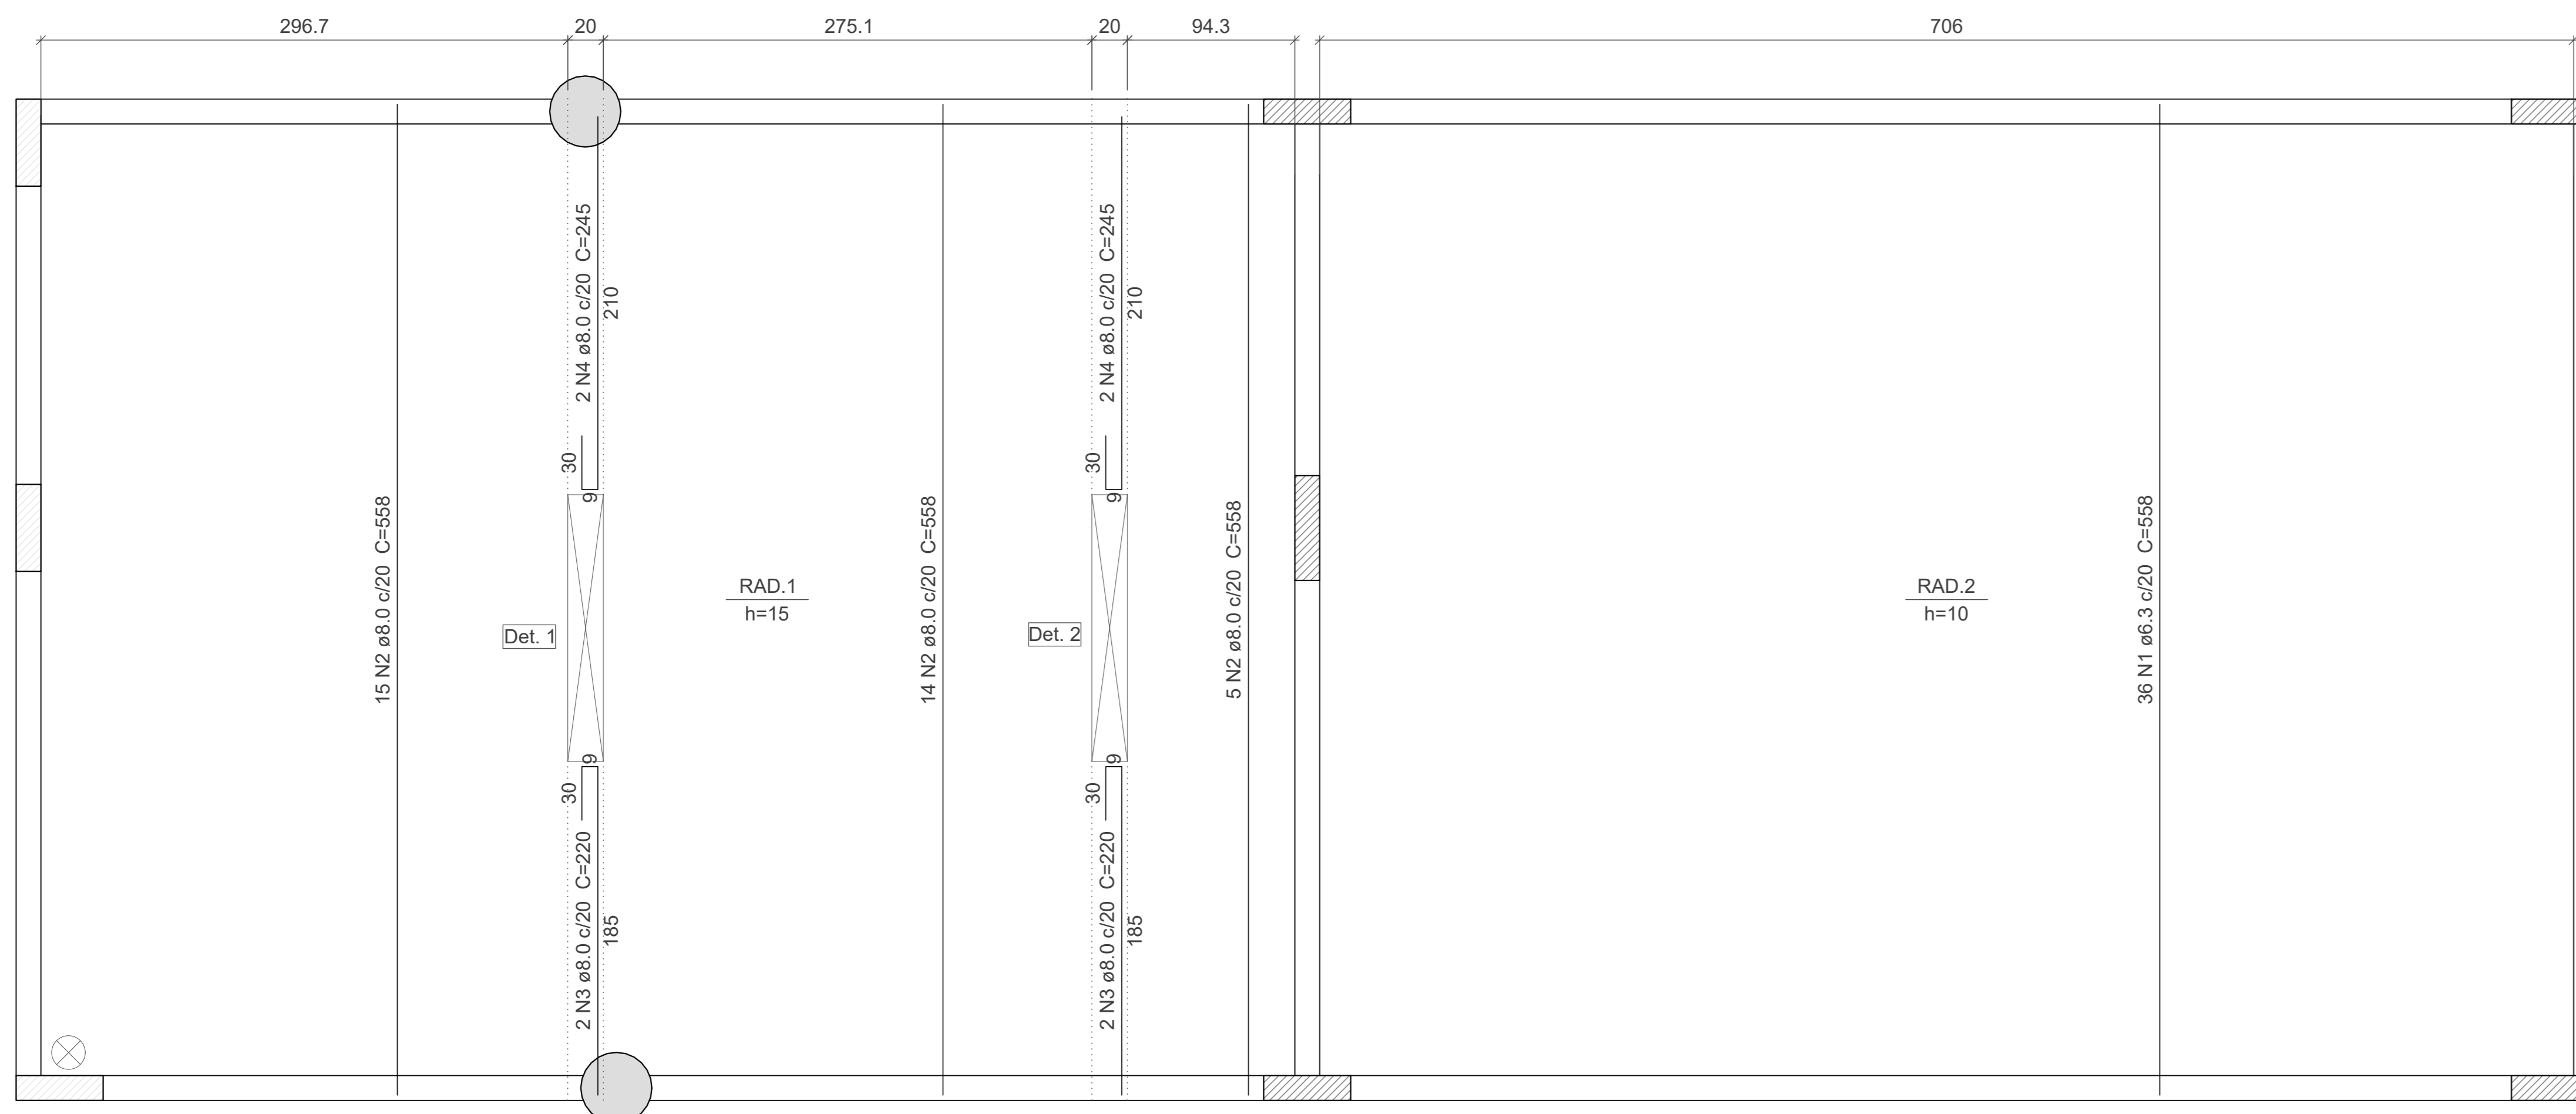 296.7
20
275.1
20
94.3
706
2 N4 ø8.0 c/20 C=245
210
2 N4 ø8.0 c/20 C=245
210
30
9
30
9
15 N2 ø8.0 c/20 C=558
14 N2 ø8.0 c/20 C=558
5 N2 ø8.0 c/20 C=558
36 N1 ø6.3 c/20 C=558
RAD.1
h=15
RAD.2
h=10
Det. 1
Det. 2
9
30
9
30
2 N3 ø8.0 c/20 C=220
185
2 N3 ø8.0 c/20 C=220
185